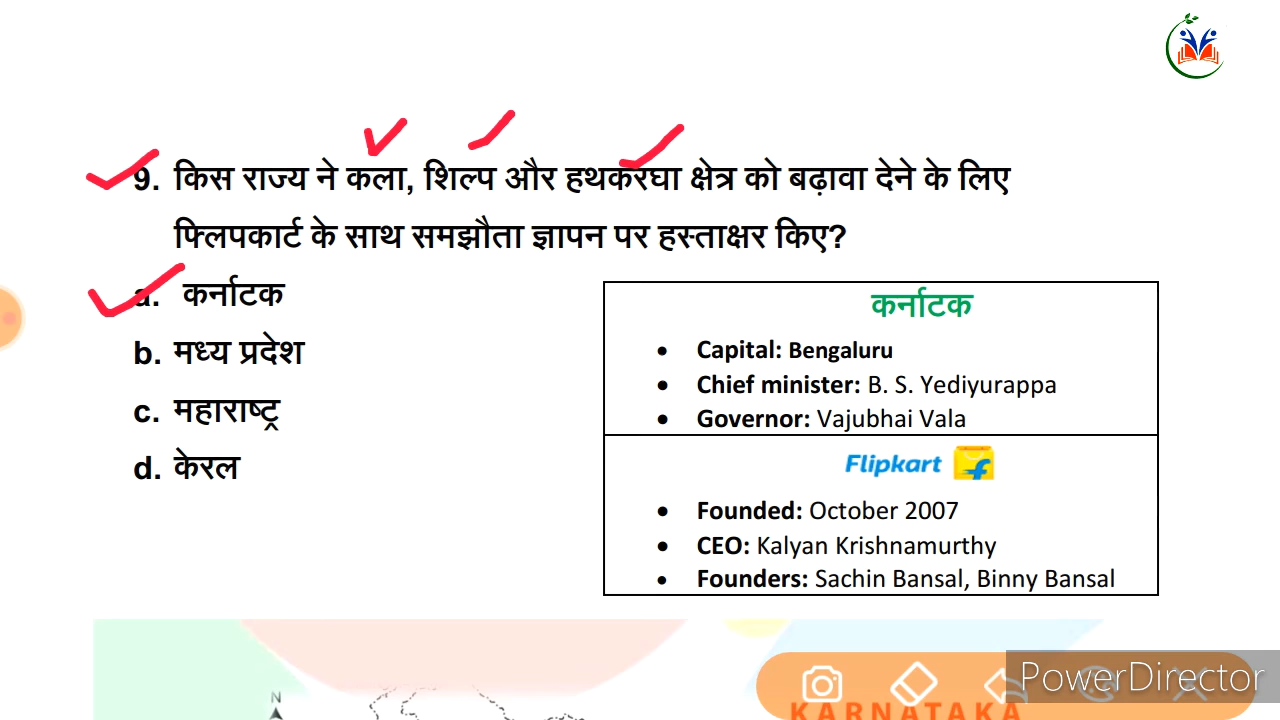 9. किस राज्य ने कला, शिल्प और हथकरघा क्षेत्र को बढ़ावा देने के लिए
फ्लिपकार्ट के साथ समझौता ज्ञापन पर हस्ताक्षर किए?
a. कर्नाटक
b. मध्य प्रदेश
c. महाराष्ट्र
d. केरल
कर्नाटक
• Capital: Bengaluru
• Chief minister: B. S. Yediyurappa
• Governor: Vajubhai Vala
Flipkart
• Founded: October 2007
• CEO: Kalyan Krishnamurthy
• Founders: Sachin Bansal, Binny Bansal
N
PowerDirector
KARNATAKA